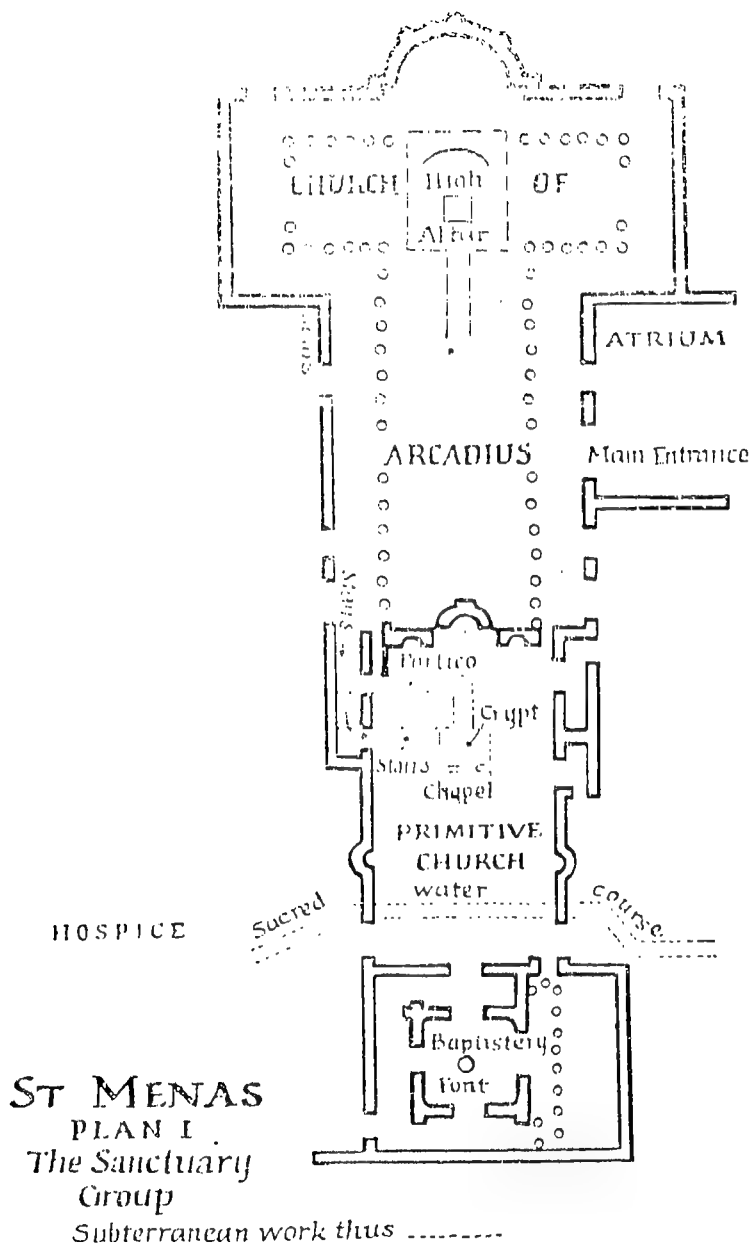 CHURCH High OF
Altar
ATRIUM
ARCADIUS Main Entrance
Stairs
Portico
Crypt
Stairs
Chapel
PRIMITIVE
CHURCH
water
HOSPICE Sacred course
Baptistery
Font
ST MENAS
PLAN I.
The Sanctuary
Group
Subterranean work thus --------